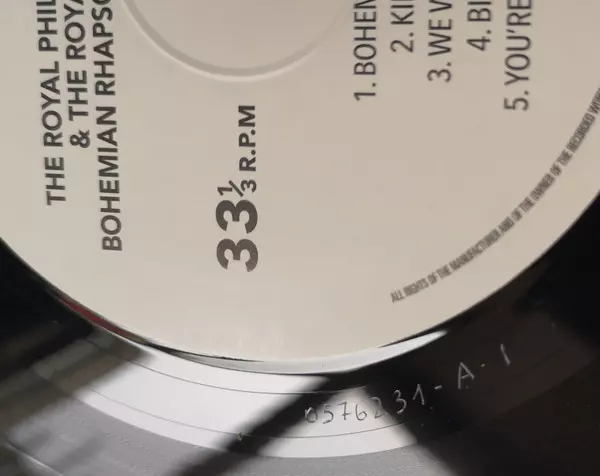 THE ROYAL PHIL
& THE ROYA
BOHEMIAN RHAPSO
33⅓ R.P.M
1. BOHEM
2. KI
3. WE W
4. BI
5. YOU'RE
ALL RIGHTS OF THE MANUFACTURER AND OF THE OWNER OF THE RECORDED WOR
0576231-A-1